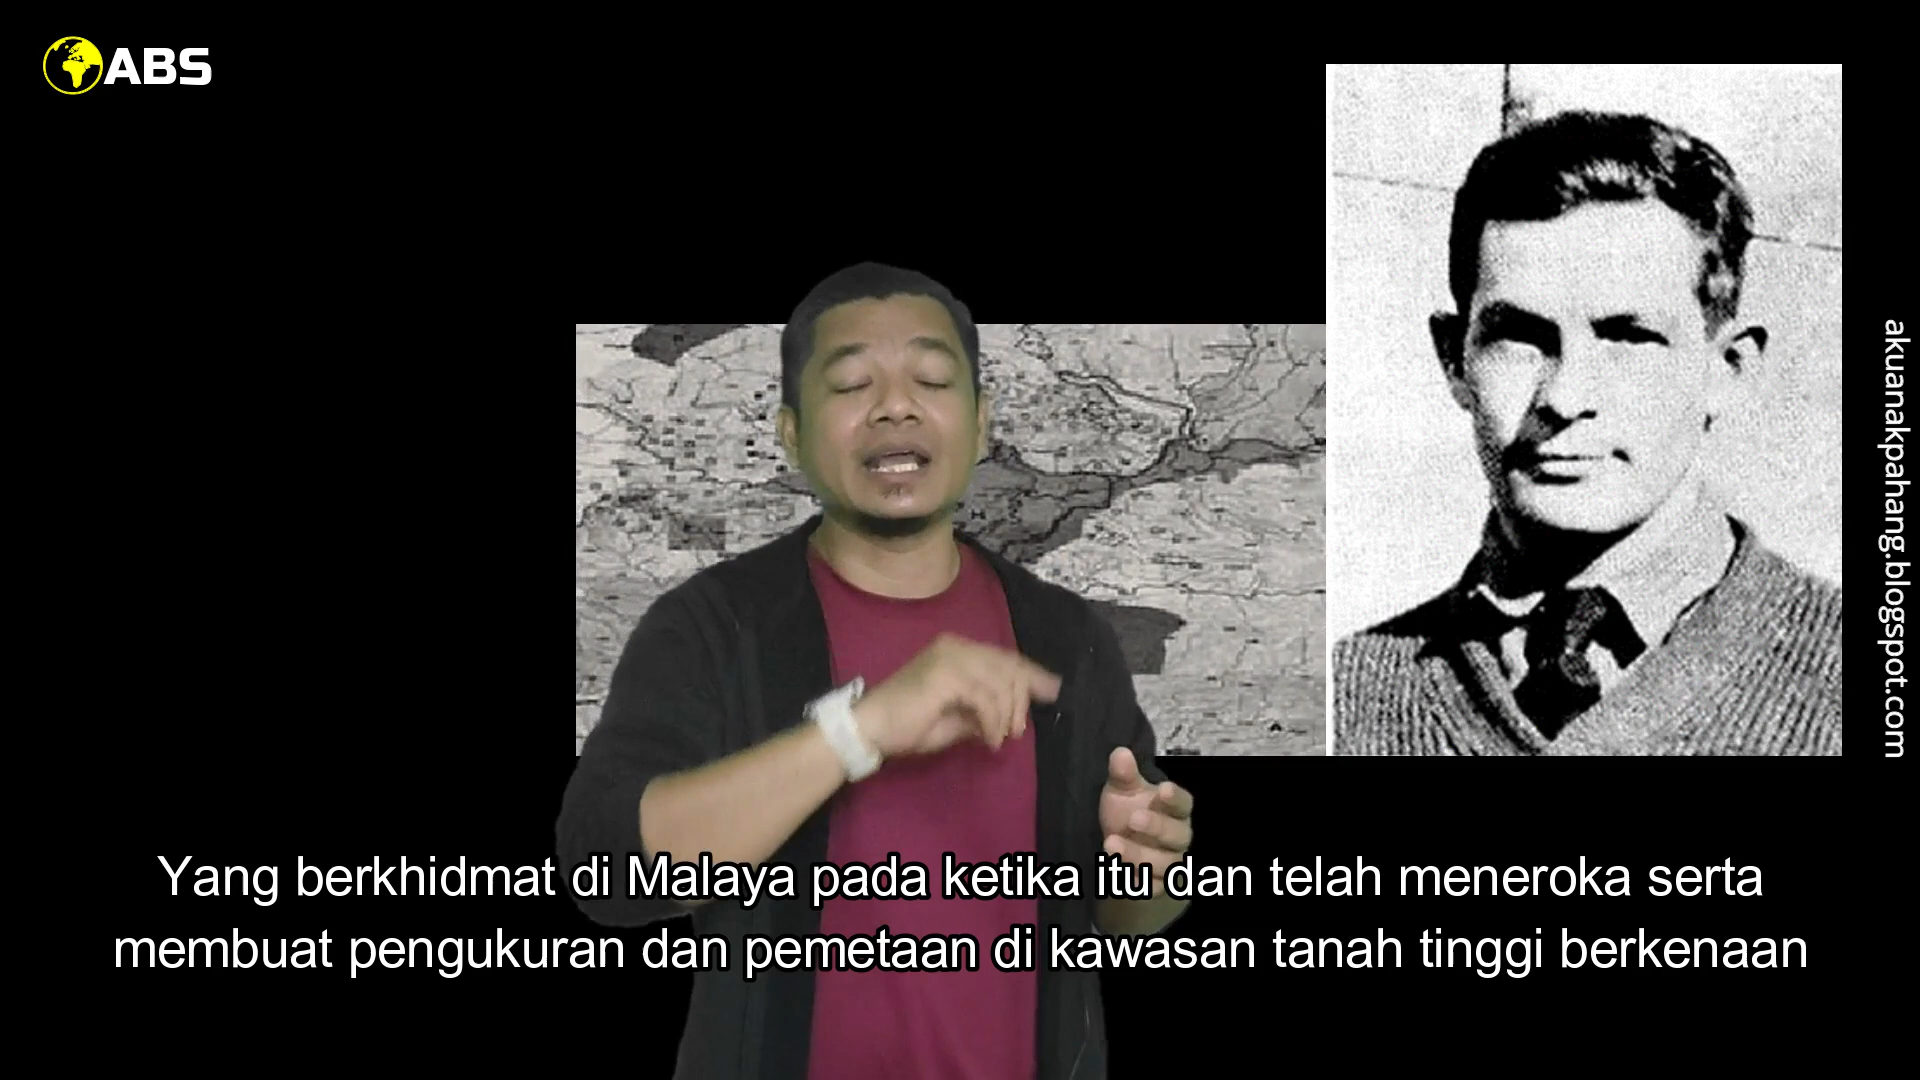 ABS
akuanakpahang.blogspot.com
Yang berkhidmat di Malaya pada ketika itu dan telah meneroka serta
membuat pengukuran dan pemetaan di kawasan tanah tinggi berkenaan